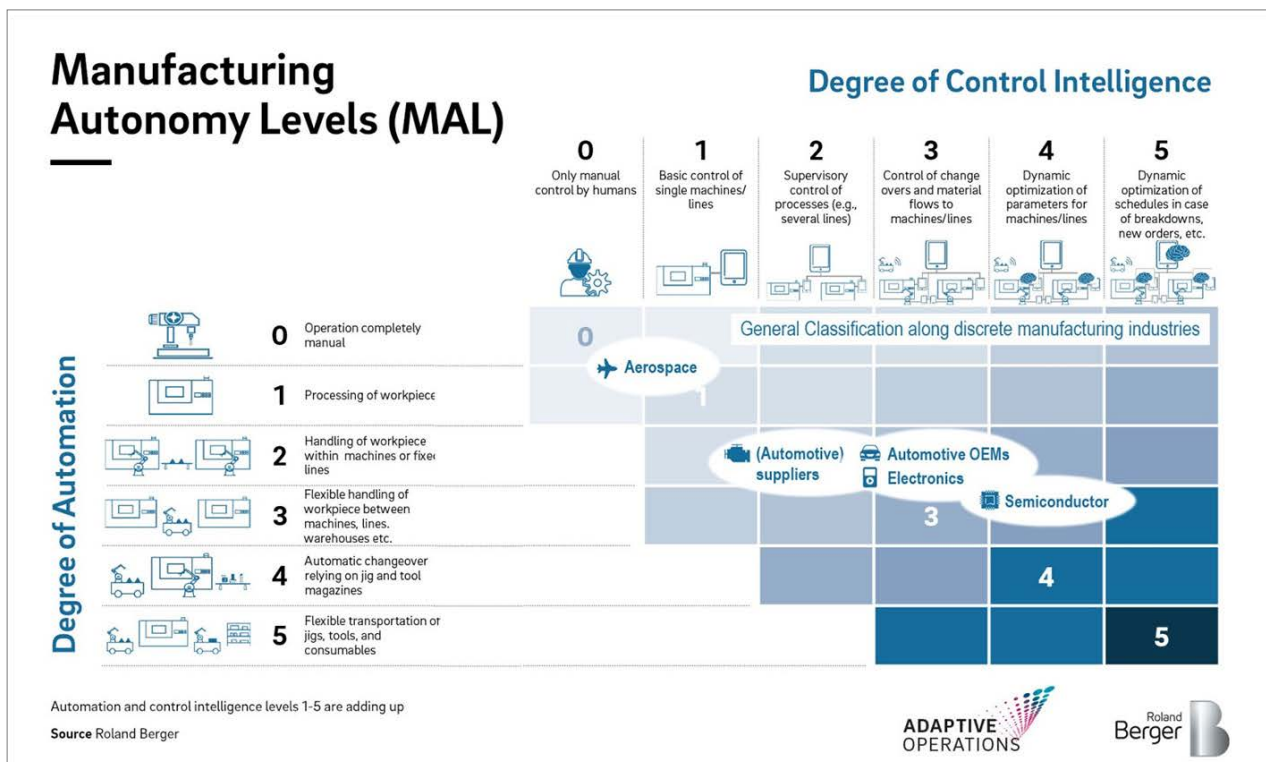 Manufacturing
Autonomy Levels (MAL)
Degree of Control Intelligence
0
Only manual
control by humans
1
Basic control of
single machines/
lines
2
Supervisory
control of
processes (e.g.,
several lines)
3
Control of change
overs and material
flows to
machines/lines
4
Dynamic
optimization of
parameters for
machines/lines
5
Dynamic
optimization of
schedules in case
of breakdowns,
new orders, etc.
Degree of Automation
0
Operation completely
manual
0
General Classification along discrete manufacturing industries
Aerospace
1
Processing of workpiece
1
2
Handling of workpiece
within machines or fixed
lines
(Automotive)
suppliers
Automotive OEMs
Electronics
3
Flexible handling of
workpiece between
machines, lines.
warehouses etc.
Semiconductor
3
4
Automatic changeover
relying on jig and tool
magazines
4
5
Flexible transportation or
jigs, tools, and
consumables
5
Automation and control intelligence levels 1-5 are adding up
Source Roland Berger
ADAPTIVE
OPERATIONS
Roland
Berger
B